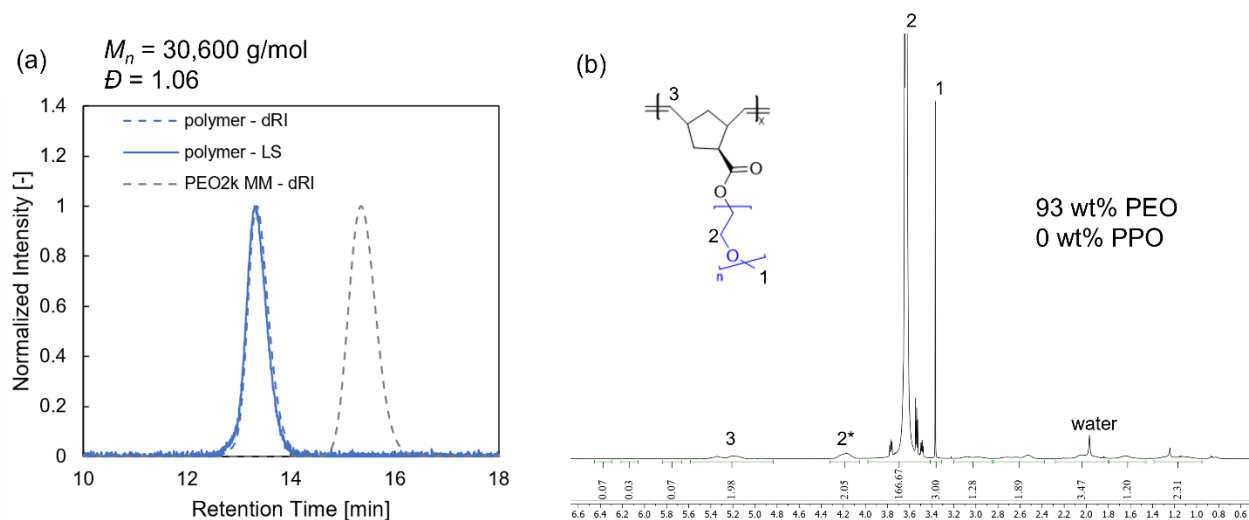 (a)
Mn = 30,600 g/mol
Đ = 1.06
Normalized Intensity [-]
1.4
1.2
1
0.8
0.6
0.4
0.2
0
polymer - dRI
polymer - LS
PEO2k MM - dRI
10 12 14 16 18
Retention Time [min]
(b)
2
1
3
x
O
O
2
O
n
1
93 wt% PEO
0 wt% PPO
3
2*
water
0.07 0.03 0.07 1.98 2.05 166.67 3.00 1.28 1.89 3.47 1.20 2.31
6.6 6.4 6.2 6.0 5.8 5.6 5.4 5.2 5.0 4.8 4.6 4.4 4.2 4.0 3.8 3.6 3.4 3.2 3.0 2.8 2.6 2.4 2.2 2.0 1.8 1.6 1.4 1.2 1.0 0.8 0.6